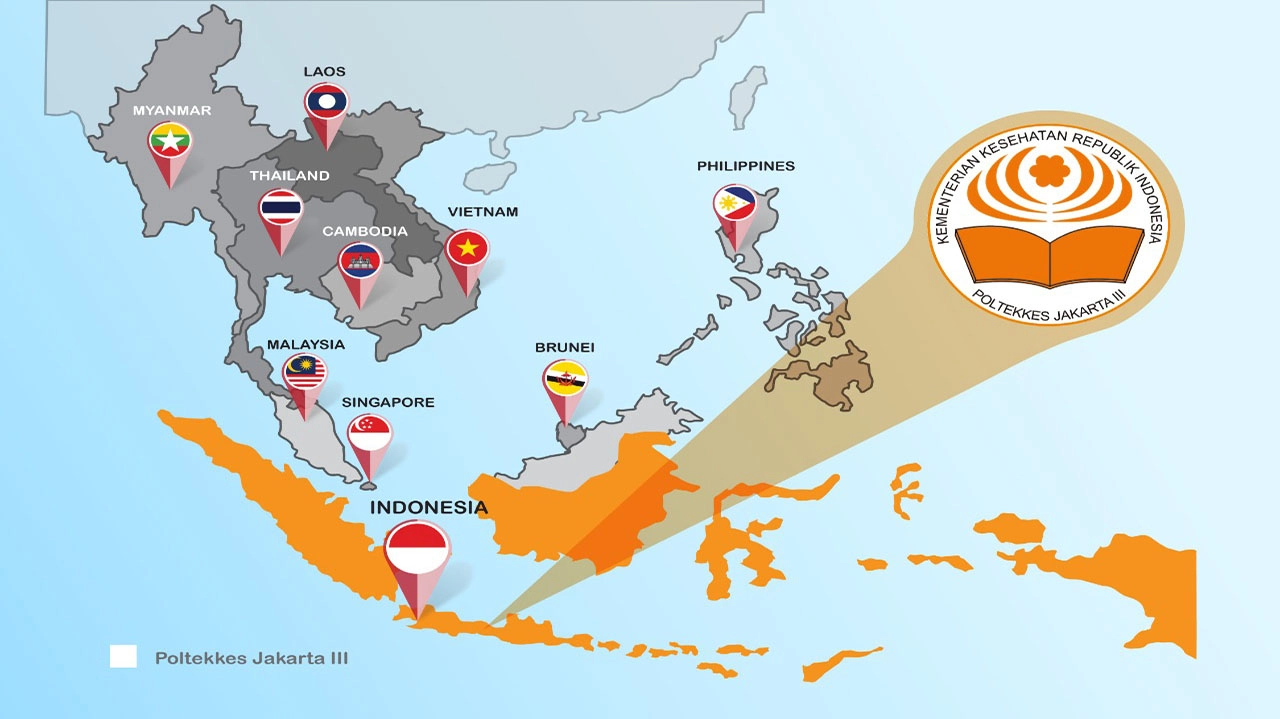 LAOS
MYANMAR
THAILAND
PHILIPPINES
VIETNAM
CAMBODIA
MALAYSIA
BRUNEI
SINGAPORE
INDONESIA
KEMENTERIAN KESEHATAN REPUBLIK INDONESIA
POLTEKKES JAKARTA III
Poltekkes Jakarta III